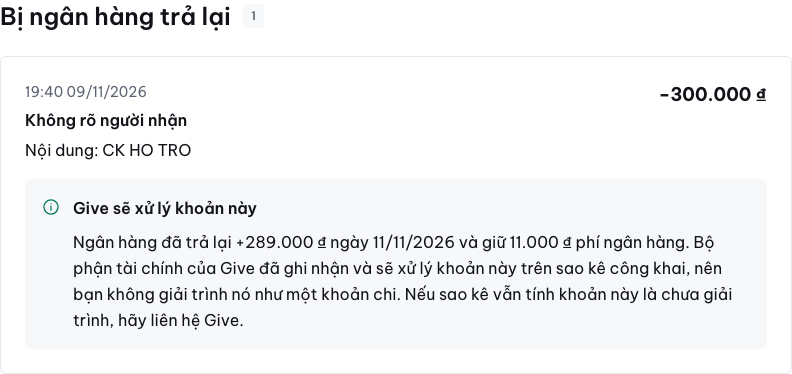 Bị ngân hàng trả lại 1
19:40 09/11/2026
-300.000 ₫
Không rõ người nhận
Nội dung: CK HO TRO
Give sẽ xử lý khoản này
Ngân hàng đã trả lại +289.000 ₫ ngày 11/11/2026 và giữ 11.000 ₫ phí ngân hàng. Bộ
phận tài chính của Give đã ghi nhận và sẽ xử lý khoản này trên sao kê công khai, nên
bạn không giải trình nó như một khoản chi. Nếu sao kê vẫn tính khoản này là chưa giải
trình, hãy liên hệ Give.